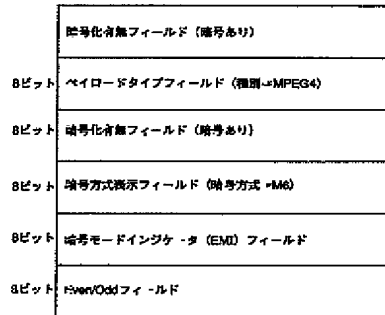 暗号化有無フィールド（暗号あり）
8ビット ペイロードタイプフィールド（種別=MPEG4）
8ビット 暗号化有無フィールド（暗号あり）
8ビット 暗号方式表示フィールド（暗号方式=M6）
8ビット 暗号モードインジケ-タ（EMI）フィールド
8ビット Even/Oddフィ-ルド